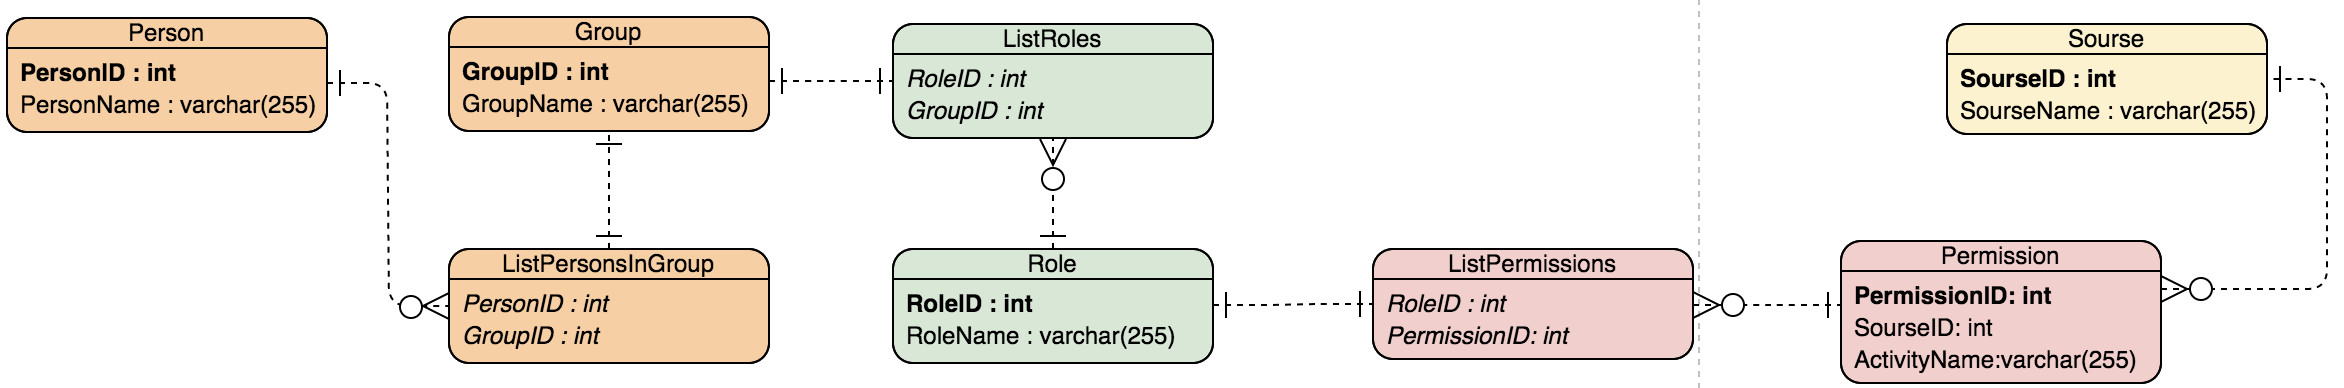 Person
PersonID : int
PersonName : varchar(255)
Group
GroupID : int
GroupName : varchar(255)
ListRoles
RoleID : int
GroupID : int
Sourse
SourseID : int
SourseName : varchar(255)
ListPersonsInGroup
PersonID : int
GroupID : int
Role
RoleID : int
RoleName : varchar(255)
ListPermissions
RoleID : int
PermissionID: int
Permission
PermissionID: int
SourseID: int
ActivityName:varchar(255)